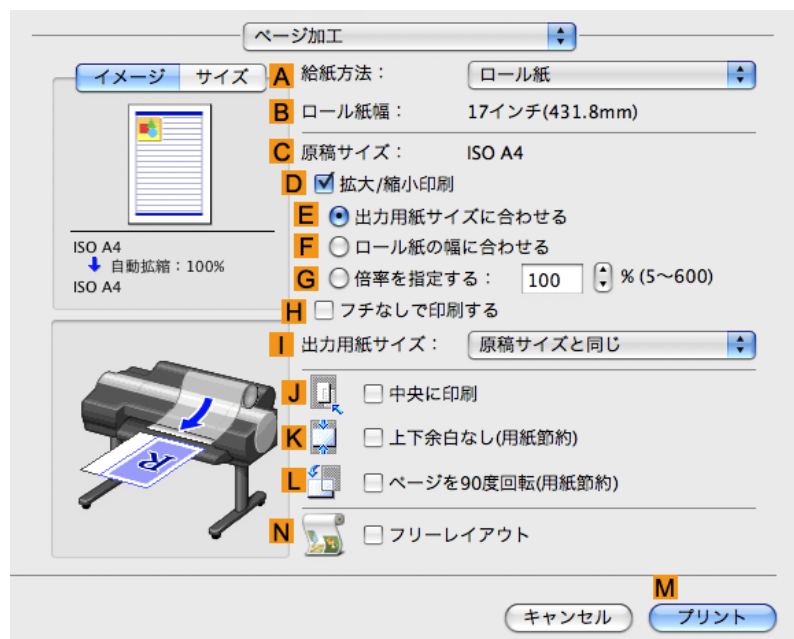 ページ加工
イメージ サイズ
A 給紙方法： ロール紙
B ロール紙幅： 17インチ(431.8mm)
C 原稿サイズ： ISO A4
D 拡大/縮小印刷
E 出力用紙サイズに合わせる
F ロール紙の幅に合わせる
G 倍率を指定する： 100 % (5～600)
H フチなしで印刷する
I 出力用紙サイズ： 原稿サイズと同じ
ISO A4
自動拡縮：100%
ISO A4
J 中央に印刷
K 上下余白なし(用紙節約)
L ページを90度回転(用紙節約)
N フリーレイアウト
R
M
キャンセル プリント